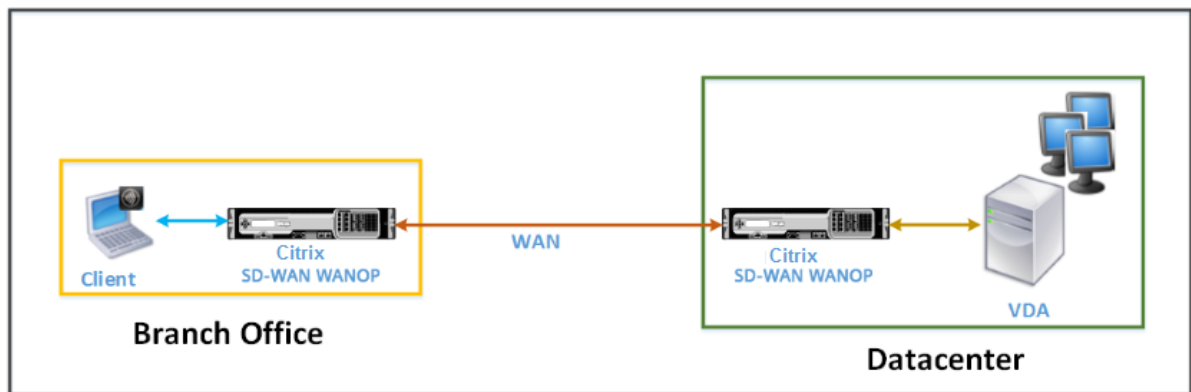 Client
Citrix
SD-WAN WANOP
Branch Office
WAN
Citrix
SD-WAN WANOP
VDA
Datacenter